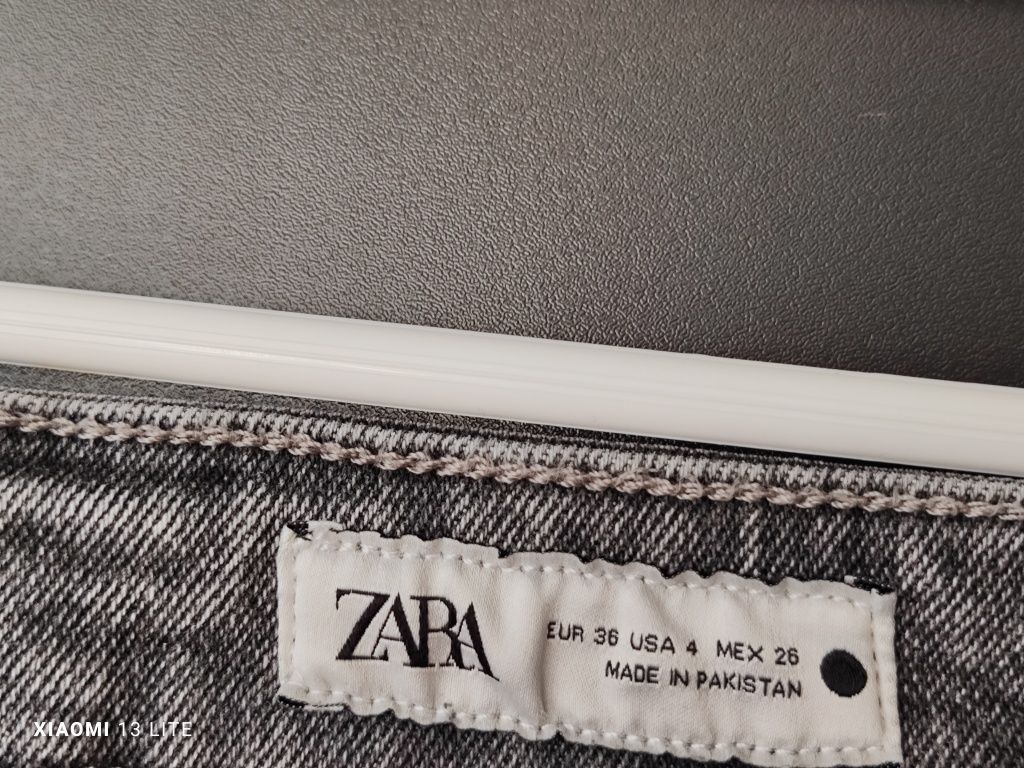 ZARA
EUR 36 USA 4 MEX 26
MADE IN PAKISTAN
XIAOMI 13 LITE